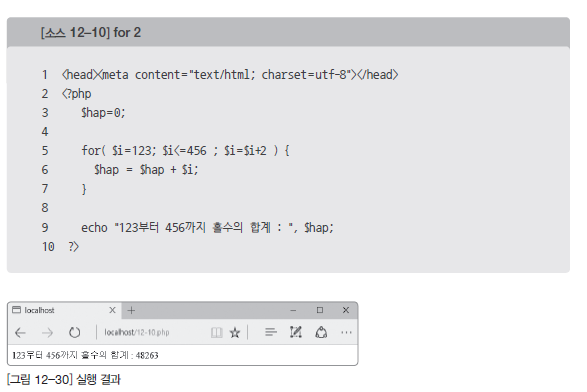 [소스 12-10] for 2
1 <head><meta content="text/html; charset=utf-8"></head>
2 <?php
3 $hap=0;
4
5 for( $i=123; $i<=456 ; $i=$i+2 ) {
6 $hap = $hap + $i;
7 }
8
9 echo "123부터 456까지 홀수의 합계 : ", $hap;
10 ?>
localhost
localhost/12-10.php
123부터 456까지 홀수의 합계 : 48263
[그림 12-30] 실행 결과